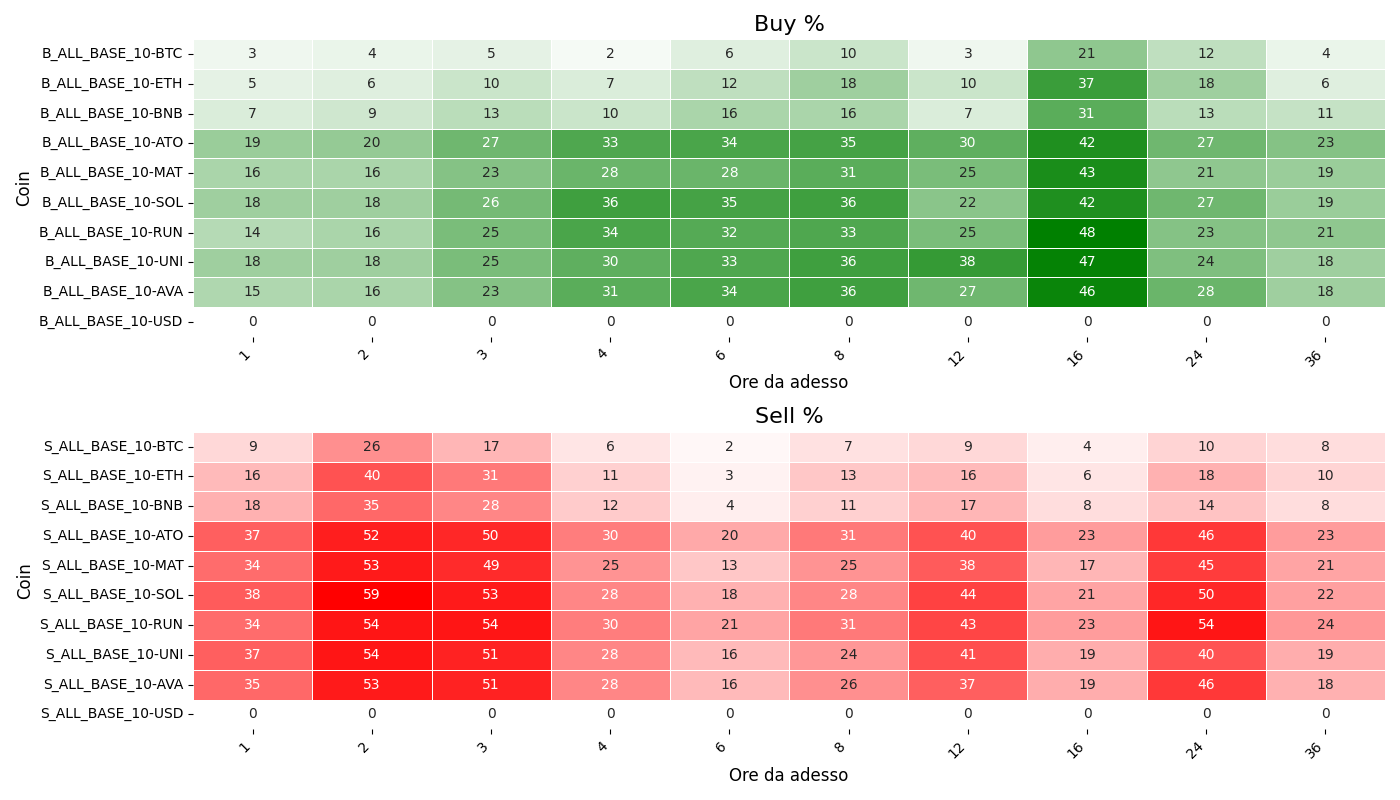 Buy %
Coin
B_ALL_BASE_10-BTC 3 4 5 2 6 10 3 21 12 4
B_ALL_BASE_10-ETH 5 6 10 7 12 18 10 37 18 6
B_ALL_BASE_10-BNB 7 9 13 10 16 16 7 31 13 11
B_ALL_BASE_10-ATO 19 20 27 33 34 35 30 42 27 23
B_ALL_BASE_10-MAT 16 16 23 28 28 31 25 43 21 19
B_ALL_BASE_10-SOL 18 18 26 36 35 36 22 42 27 19
B_ALL_BASE_10-RUN 14 16 25 34 32 33 25 48 23 21
B_ALL_BASE_10-UNI 18 18 25 30 33 36 38 47 24 18
B_ALL_BASE_10-AVA 15 16 23 31 34 36 27 46 28 18
B_ALL_BASE_10-USD 0 0 0 0 0 0 0 0 0 0
1 2 3 4 6 8 12 16 24 36
Ore da adesso
Sell %
Coin
S_ALL_BASE_10-BTC 9 26 17 6 2 7 9 4 10 8
S_ALL_BASE_10-ETH 16 40 31 11 3 13 16 6 18 10
S_ALL_BASE_10-BNB 18 35 28 12 4 11 17 8 14 8
S_ALL_BASE_10-ATO 37 52 50 30 20 31 40 23 46 23
S_ALL_BASE_10-MAT 34 53 49 25 13 25 38 17 45 21
S_ALL_BASE_10-SOL 38 59 53 28 18 28 44 21 50 22
S_ALL_BASE_10-RUN 34 54 54 30 21 31 43 23 54 24
S_ALL_BASE_10-UNI 37 54 51 28 16 24 41 19 40 19
S_ALL_BASE_10-AVA 35 53 51 28 16 26 37 19 46 18
S_ALL_BASE_10-USD 0 0 0 0 0 0 0 0 0 0
1 2 3 4 6 8 12 16 24 36
Ore da adesso